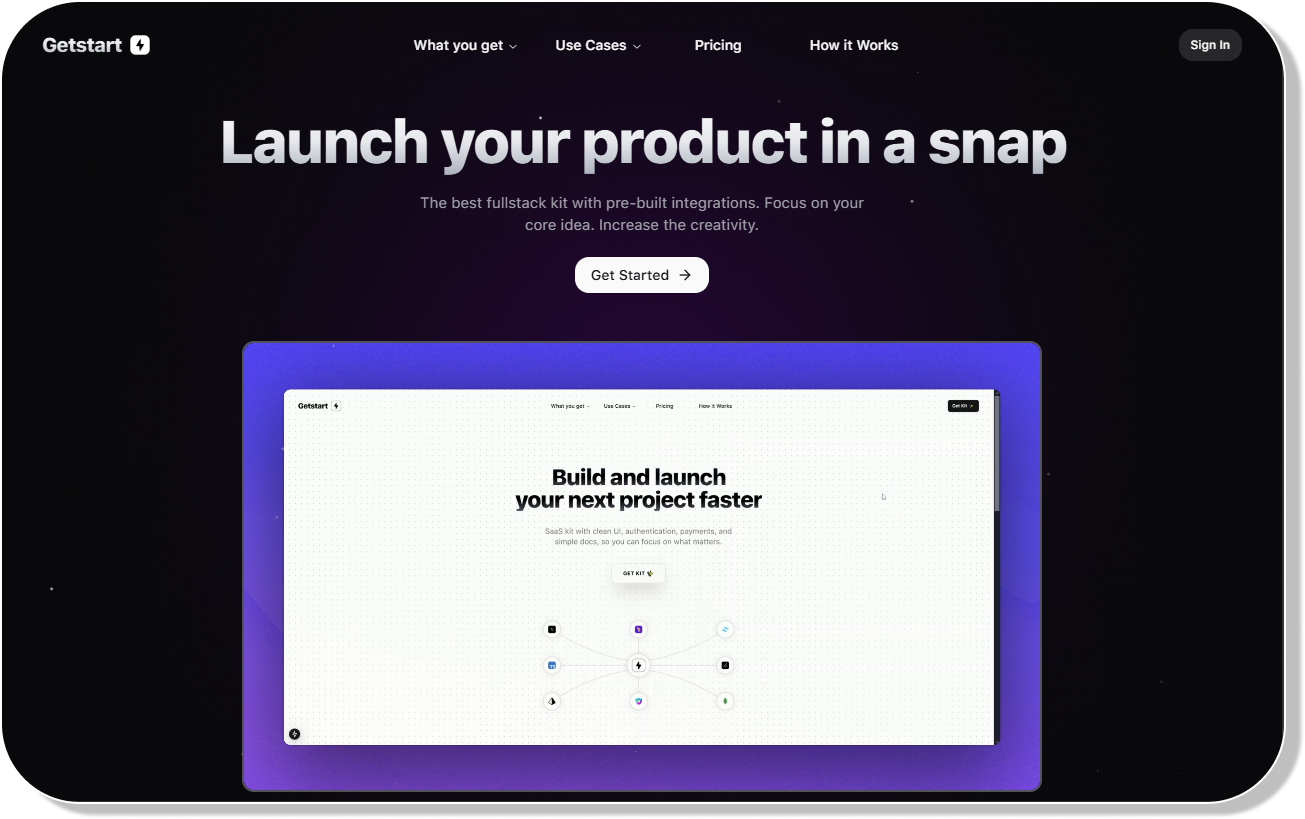 Getstart
What you get
Use Cases
Pricing
How it Works
Sign In
Launch your product in a snap
The best fullstack kit with pre-built integrations. Focus on your
core idea. Increase the creativity.
Get Started
Getstart
What you get
Use Cases
Pricing
How it Works
Get Kit
Build and launch
your next project faster
SaaS kit with clean UI, authentication, payments, and
simple docs, so you can focus on what matters.
GET KIT
TS